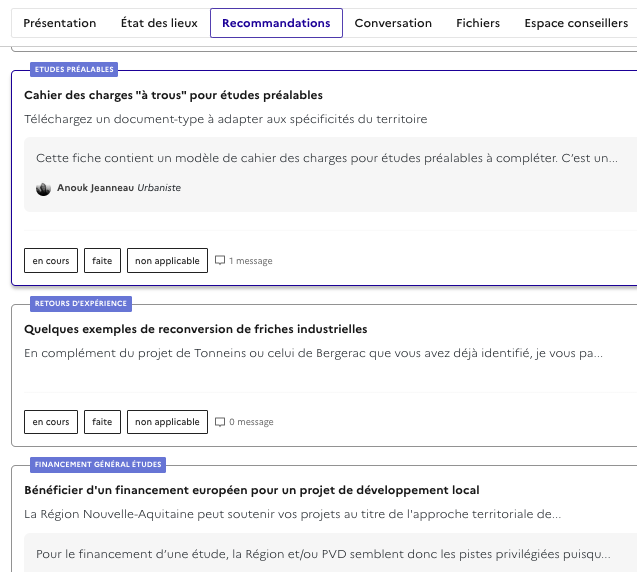 Présentation
État des lieux
Recommandations
Conversation
Fichiers
Espace conseillers
ETUDES PRÉALABLES
Cahier des charges "à trous" pour études préalables
Téléchargez un document-type à adapter aux spécificités du territoire
Cette fiche contient un modèle de cahier des charges pour études préalables à compléter. C'est un...
Anouk Jeanneau Urbaniste
en cours
faite
non applicable
1 message
RETOURS D'EXPÉRIENCE
Quelques exemples de reconversion de friches industrielles
En complément du projet de Tonneins ou celui de Bergerac que vous avez déjà identifié, je vous pa...
en cours
faite
non applicable
0 message
FINANCEMENT GÉNÉRAL ÉTUDES
Bénéficier d'un financement européen pour un projet de développement local
La Région Nouvelle-Aquitaine peut soutenir vos projets au titre de l'approche territoriale de...
Pour le financement d'une étude, la Région et/ou PVD semblent donc les pistes privilégiées puisqu...